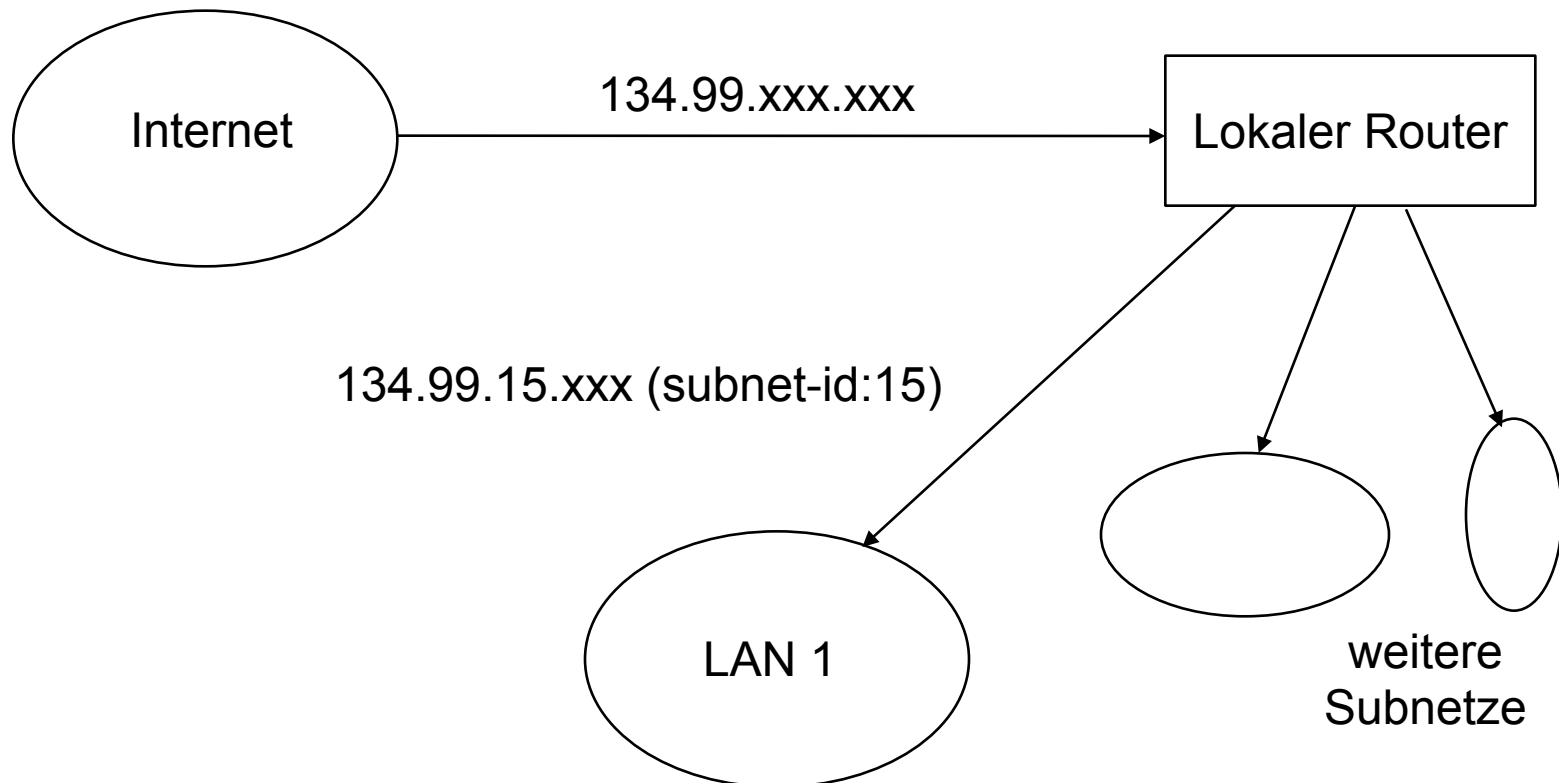 134.99.xxx.xxx
Internet
Lokaler Router
134.99.15.xxx (subnet-id:15)
LAN 1
weitere
Subnetze